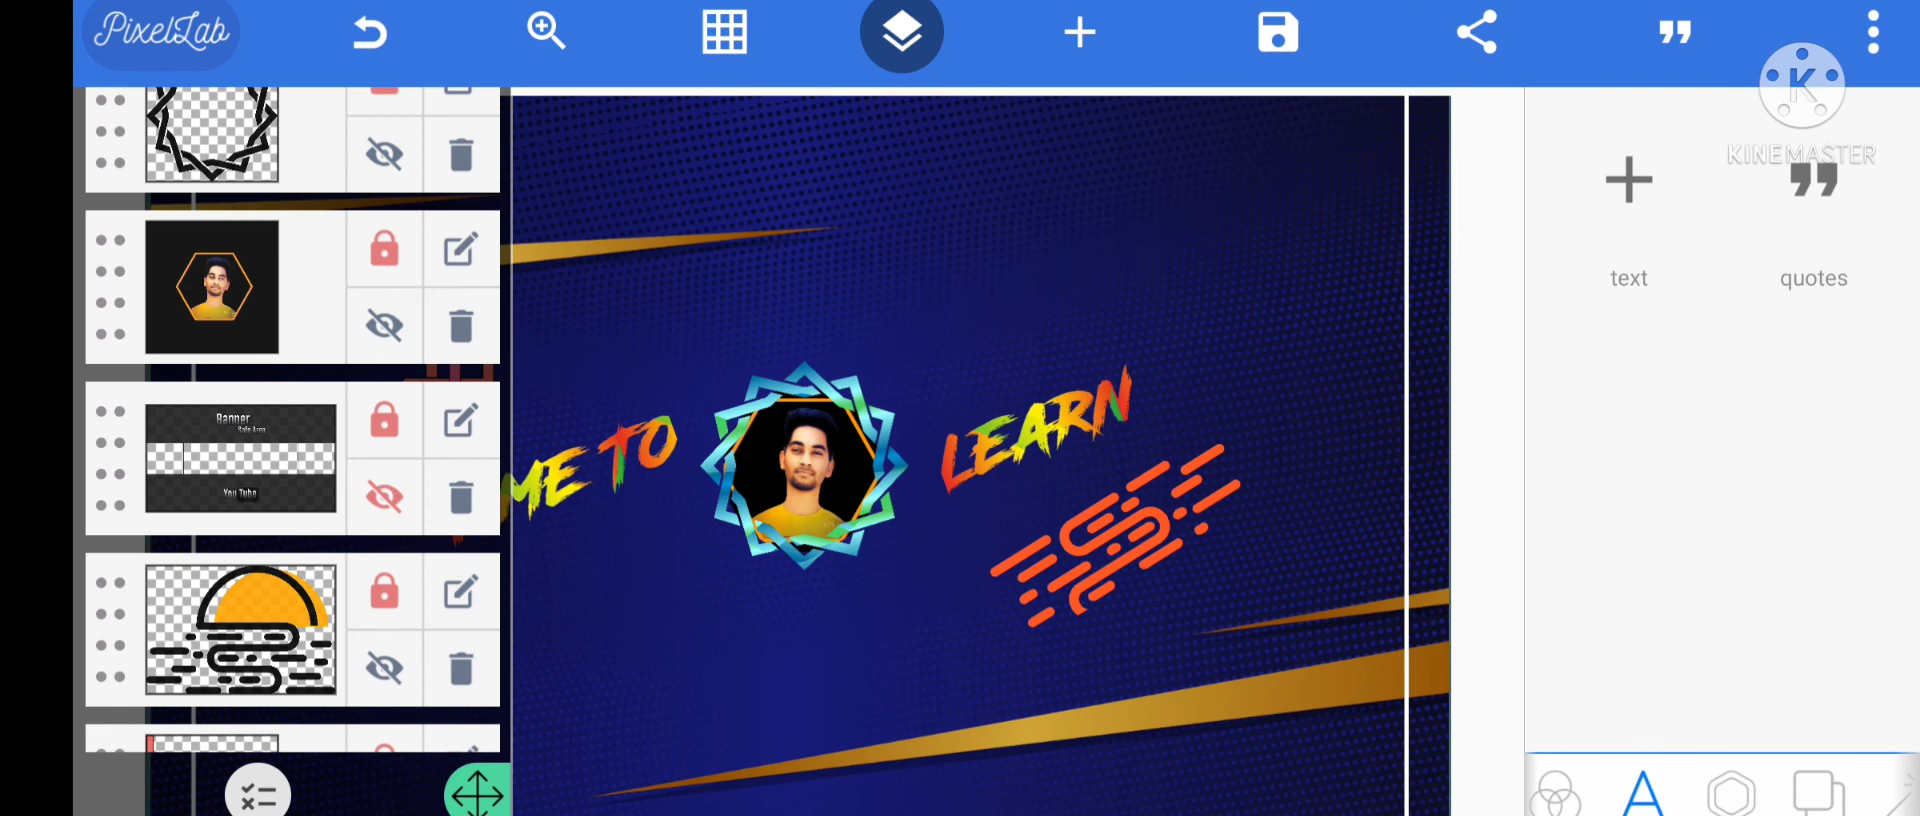 PixelLab
KINEMASTER
text
quotes
Banner
Safe Area
You Tube
ME TO
LEARN